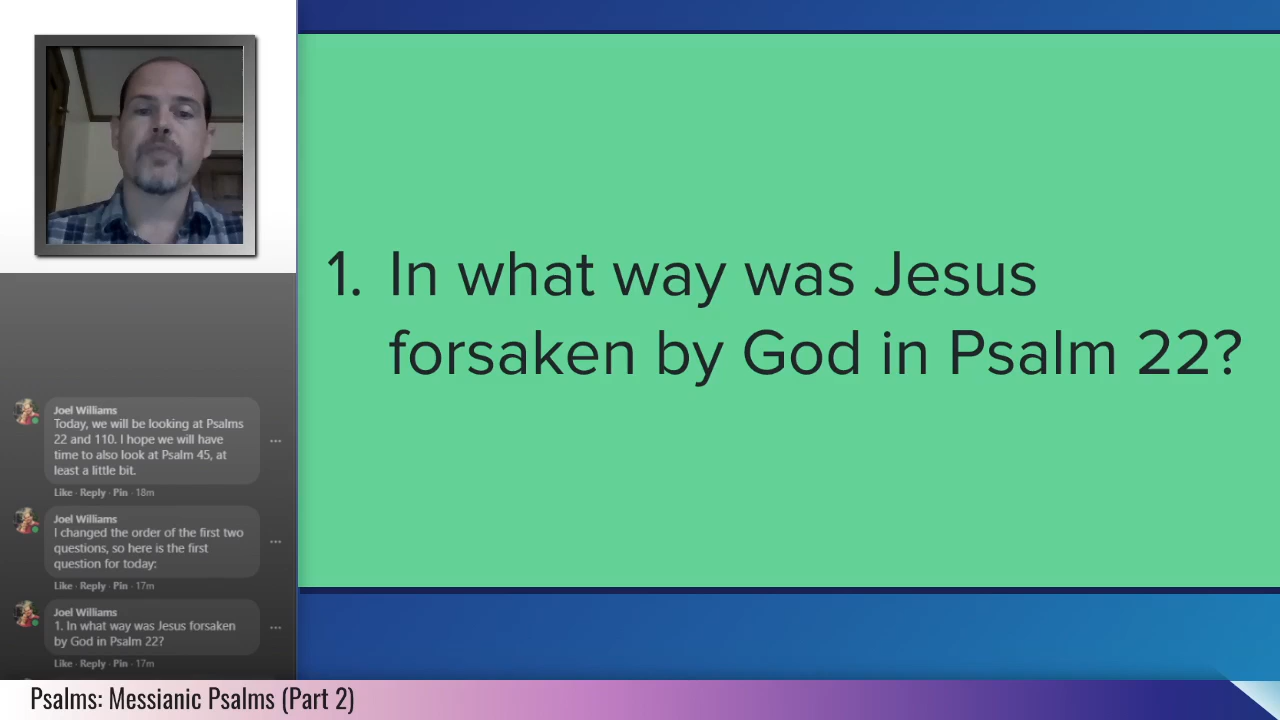 1. In what way was Jesus
forsaken by God in Psalm 22?
Joel Williams
Today, we will be looking at Psalms
22 and 110. I hope we will have
time to also look at Psalm 45, at
least a little bit.
Like · Reply · Pin · 18m
Joel Williams
I changed the order of the first two
questions, so here is the first
question for today:
Like · Reply · Pin · 17m
Joel Williams
1. In what way was Jesus forsaken
by God in Psalm 22?
Like · Reply · Pin · 17m
Psalms: Messianic Psalms (Part 2)